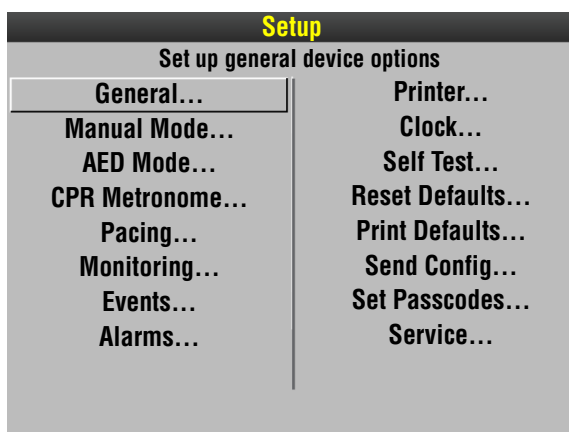 Setup
Set up general device options
General...
Manual Mode...
AED Mode...
CPR Metronome...
Pacing...
Monitoring...
Events...
Alarms...
Printer...
Clock...
Self Test...
Reset Defaults...
Print Defaults...
Send Config...
Set Passcodes...
Service...